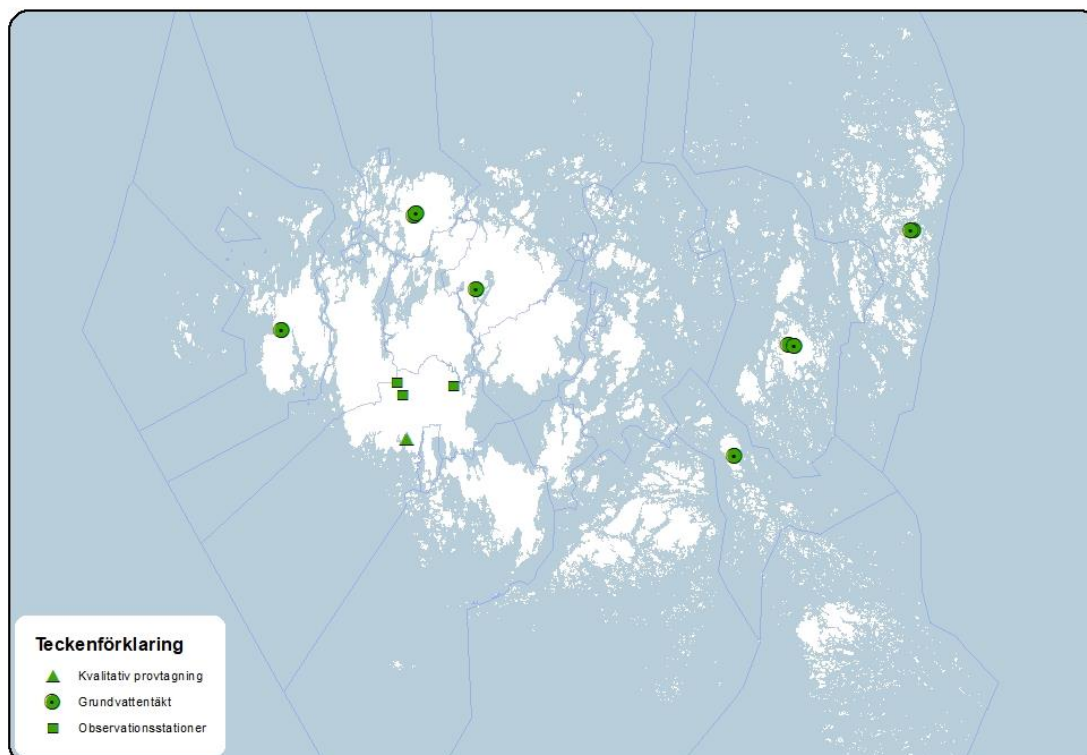 Teckenförklaring
Kvalitativ provtagning
Grundvattentäkt
Observationsstationer